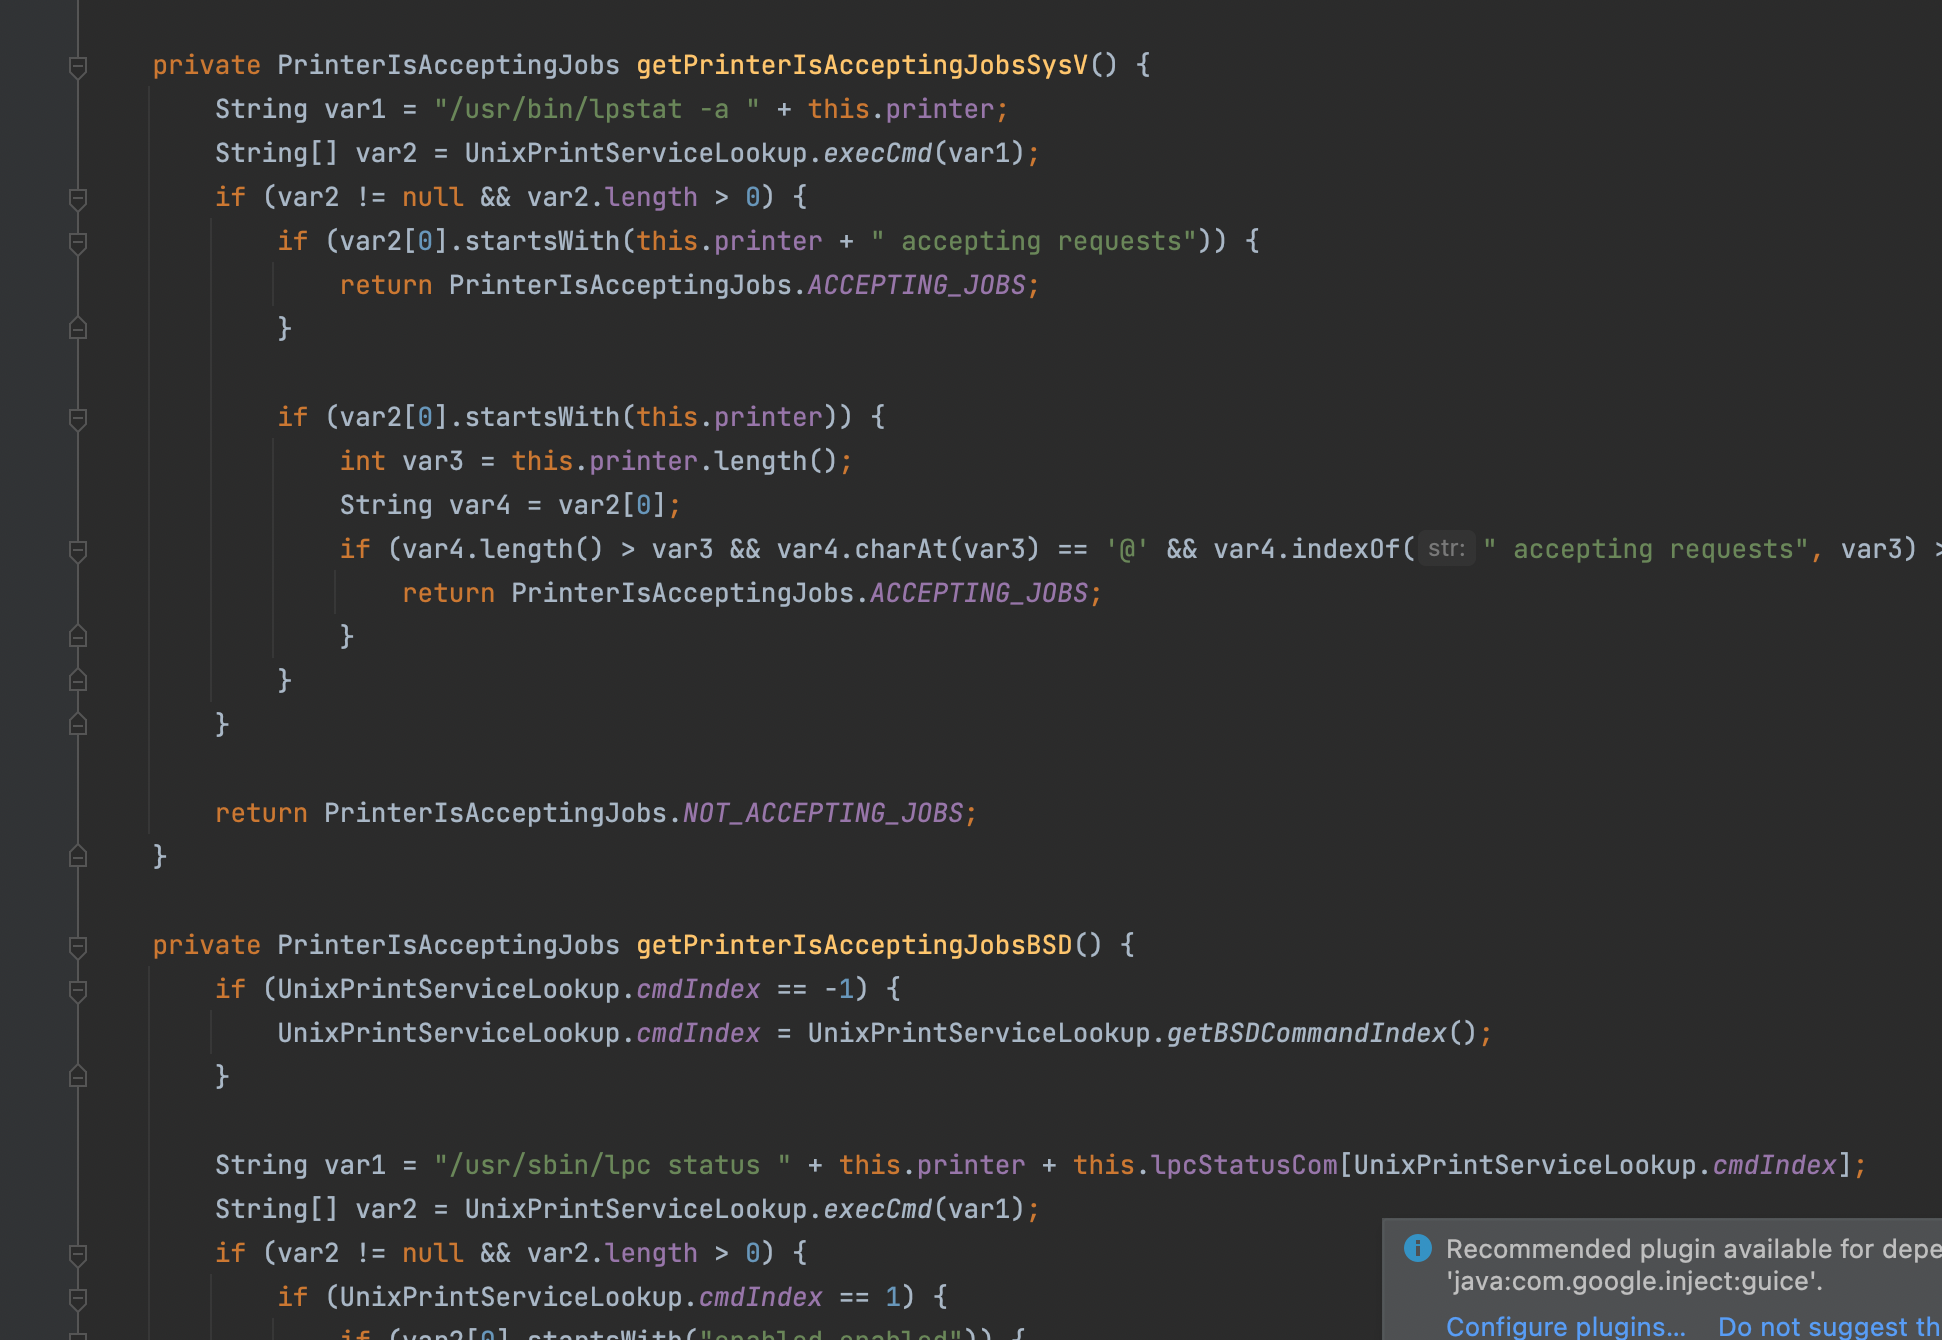 private PrinterIsAcceptingJobs getPrinterIsAcceptingJobsSysV() {
String var1 = "/usr/bin/lpstat -a " + this.printer;
String[] var2 = UnixPrintServiceLookup.execCmd(var1);
if (var2 != null && var2.length > 0) {
if (var2[0].startsWith(this.printer + " accepting requests")) {
return PrinterIsAcceptingJobs.ACCEPTING_JOBS;
}
if (var2[0].startsWith(this.printer)) {
int var3 = this.printer.length();
String var4 = var2[0];
if (var4.length() > var3 && var4.charAt(var3) == '@' && var4.indexOf( str: " accepting requests", var3) >
return PrinterIsAcceptingJobs.ACCEPTING_JOBS;
}
}
}
return PrinterIsAcceptingJobs.NOT_ACCEPTING_JOBS;
}
private PrinterIsAcceptingJobs getPrinterIsAcceptingJobsBSD() {
if (UnixPrintServiceLookup.cmdIndex == -1) {
UnixPrintServiceLookup.cmdIndex = UnixPrintServiceLookup.getBSDCommandIndex();
}
String var1 = "/usr/sbin/lpc status " + this.printer + this.lpcStatusCom[UnixPrintServiceLookup.cmdIndex];
String[] var2 = UnixPrintServiceLookup.execCmd(var1);
if (var2 != null && var2.length > 0) {
if (UnixPrintServiceLookup.cmdIndex == 1) {
if (var2[0].startsWith("enabled enabled")) {
Recommended plugin available for depe
'java:com.google.inject:guice'.
Configure plugins... Do not suggest th